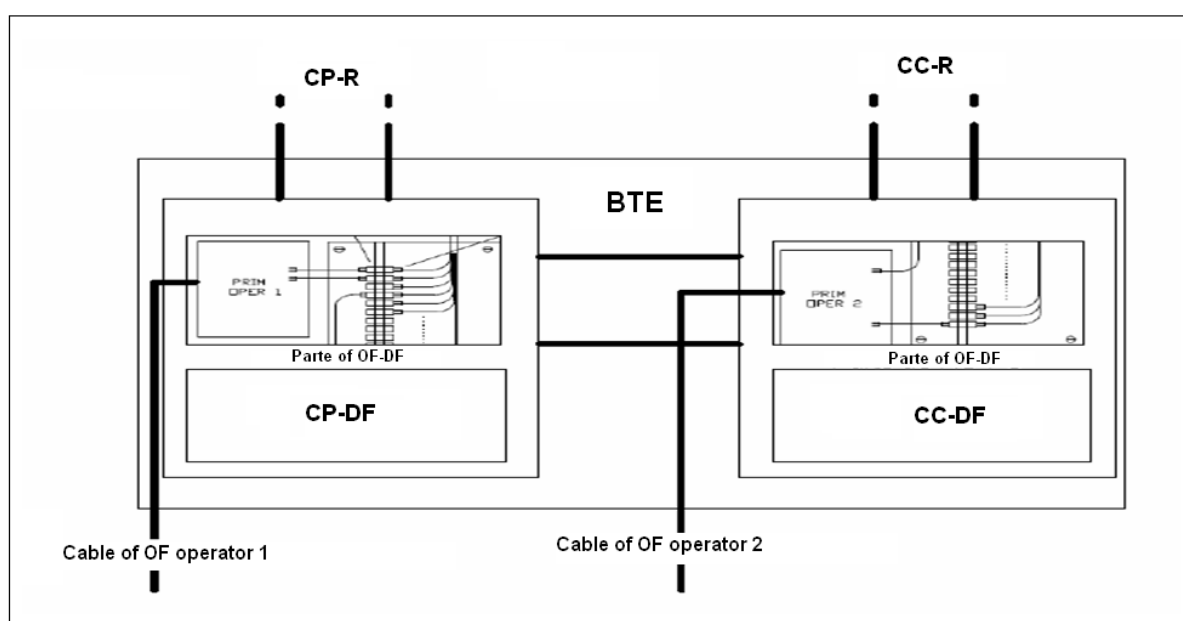 CP-R
CC-R
BTE
PRIM
OPER 1
PRIM
OPER 2
Parte of OF-DF
Parte of OF-DF
CP-DF
CC-DF
Cable of OF operator 1
Cable of OF operator 2